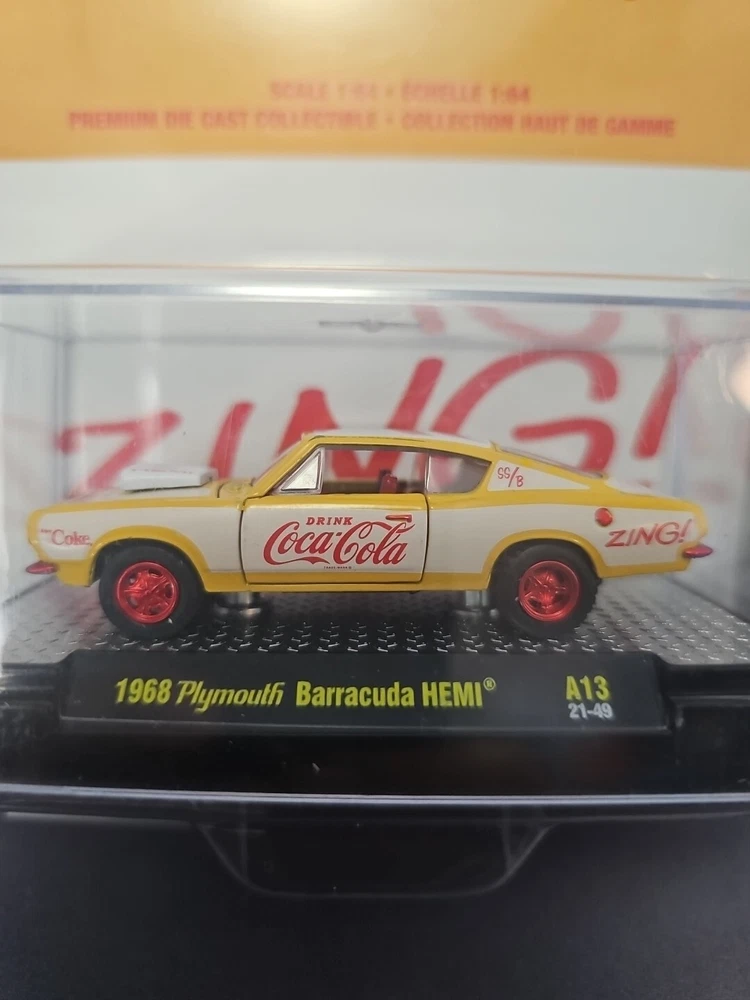 SCALE 1:64 • ÉCHELLE 1:64
PREMIUM DIE CAST COLLECTIBLE • COLLECTION HAUT DE GAMME
ZING!
SS/B
Coke
DRINK
Coca-Cola
ZING!
1968 Plymouth Barracuda HEMI® A13
21-49